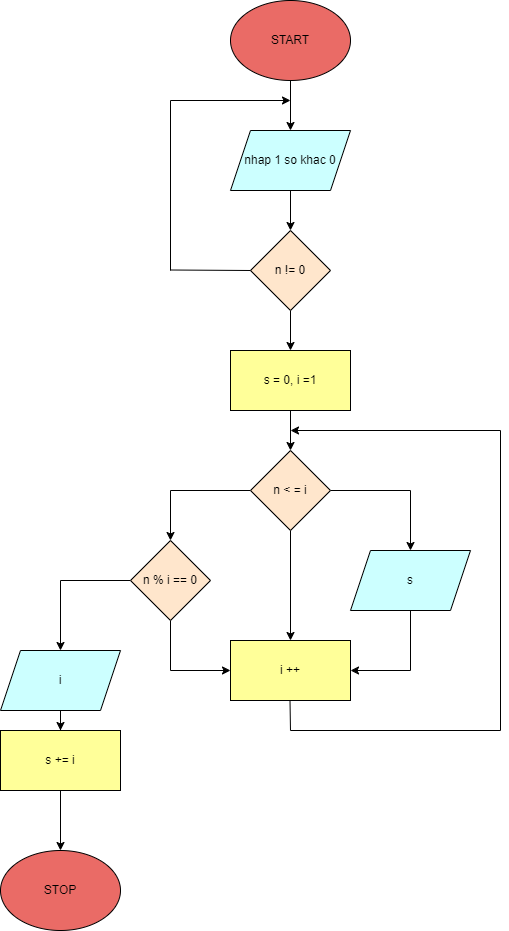 START
nhap 1 so khac 0
n != 0
s = 0, i =1
n < = i
n % i == 0
s
i ++
i
s += i
STOP